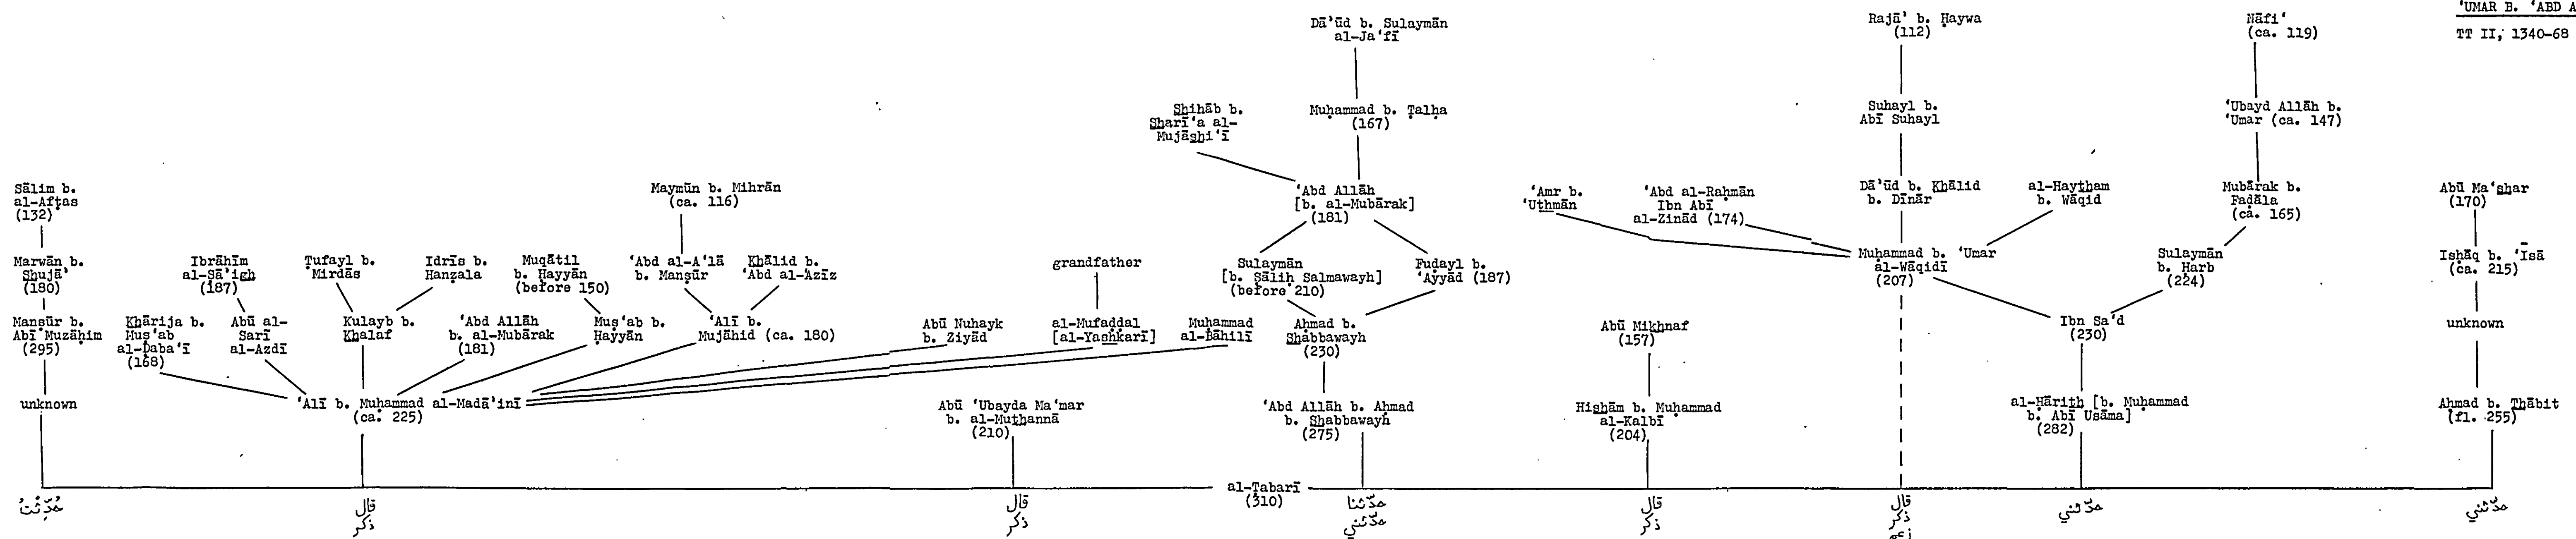 Dā'ūd b. Sulaymān
al-Ja'fī
Rajā' b. Ḥaywa
(112)
Nāfi'
(ca. 119)
'UMAR B. 'ABD A
TT II, 1340-68
Shihāb b.
Sharī'a al-
Mujāshi'ī
Muḥammad b. Ṭalḥa
(167)
Suhayl b.
Abī Suhayl
'Ubayd Allāh b.
'Umar (ca. 147)
Sālim b.
al-Afṭas
(132)
Maymūn b. Mihrān
(ca. 116)
'Abd Allāh
[b. al-Mubārak]
(181)
'Amr b.
'Uthmān
'Abd al-Raḥmān
Ibn Abī
al-Zinād (174)
Dā'ūd b. Khālid
b. Dīnār
al-Haytham
b. Wāqid
Mubārak b.
Faḍāla
(ca. 165)
Abū Ma'shar
(170)
Marwān b.
Shujā'
(180)
Ibrāhīm
al-Ṣā'igh
(187)
Ṭufayl b.
Mirdās
Idrīs b.
Ḥanẓala
Muqātil
b. Ḥayyān
(before 150)
'Abd al-A'lā
b. Manṣūr
Khālid b.
'Abd al-'Azīz
grandfather
Sulaymān
[b. Ṣāliḥ Salmawayh]
(before 210)
Fuḍayl b.
'Ayyāḍ (187)
Muḥammad b. 'Umar
al-Wāqidī
(207)
Sulaymān
b. Ḥarb
(224)
Isḥāq b. 'Īsā
(ca. 215)
Manṣūr b.
Abī Muzāḥim
(295)
Khārija b.
Muṣ'ab
al-Ḍaba'ī
(168)
Abū al-
Sarī
al-Azdī
Kulayb b.
Khalaf
'Abd Allāh
b. al-Mubārak
(181)
Muṣ'ab b.
Ḥayyān
'Alī b.
Mujāhid (ca. 180)
Abū Nuhayk
b. Ziyād
al-Mufaḍḍal
[al-Yashkarī]
Muḥammad
al-Bāhilī
Aḥmad b.
Shabbawayh
(230)
Abū Mikhnaf
(157)
Ibn Sa'd
(230)
unknown
unknown
'Alī b. Muḥammad al-Madā'inī
(ca. 225)
Abū 'Ubayda Ma'mar
b. al-Muthannā
(210)
'Abd Allāh b. Aḥmad
b. Shabbawayh
(275)
Hishām b. Muḥammad
al-Kalbī
(204)
al-Ḥārith [b. Muḥammad
b. Abī Usāma]
(282)
Aḥmad b. Thābit
(fl. 255)
al-Ṭabarī
(310)
حُدِّثْتُ
قال
ذكر
قال
ذكر
حدّثنا
حدّثني
قال
ذكر
قال
ذكر
زعم
حدّثني
حدّثني